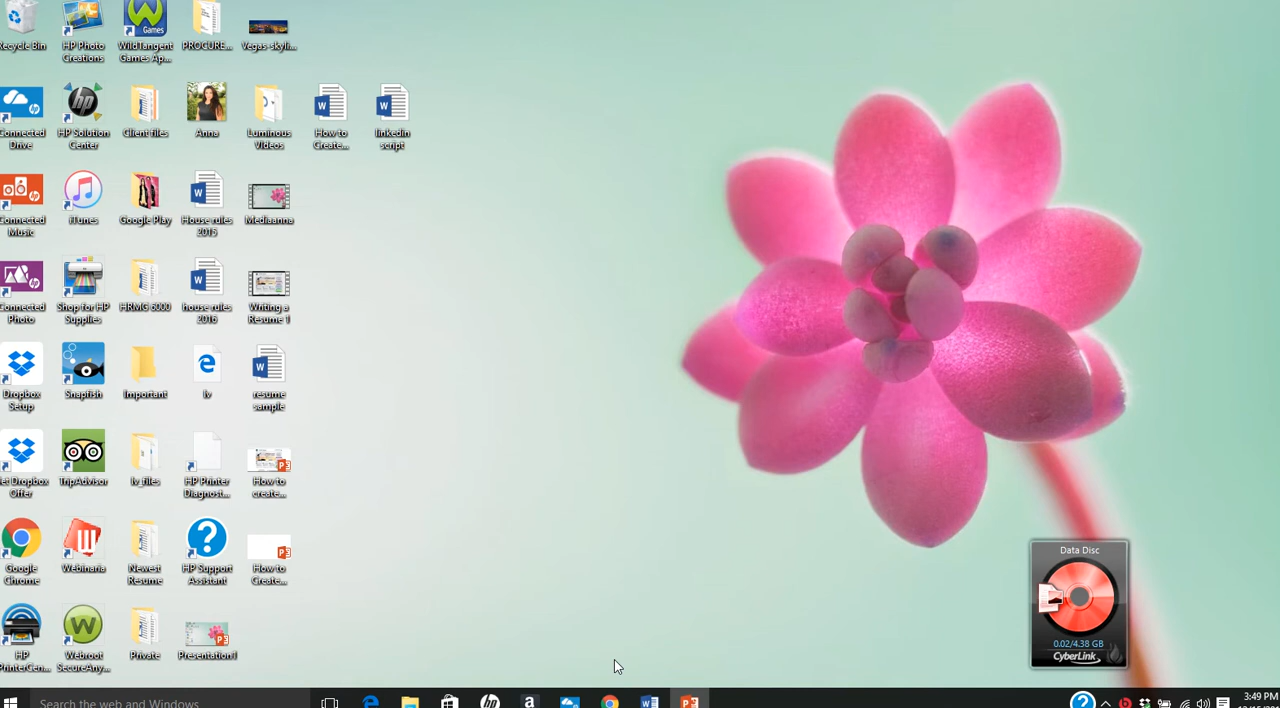 Recycle Bin
HP Photo
Creations
WildTangent
Games Ap...
PROCURE...
Vegas-skyli...
Games
Connected
Drive
HP Solution
Center
Client files
Anna
Luminous
Videos
How to
Create...
linkedin
script
Connected
Music
iTunes
Google Play
House rules
2015
Mediaanna
Connected
Photo
Shop for HP
Supplies
HRMG 6000
house rules
2016
Writing a
Resume 1
Dropbox
Setup
Snapfish
Important
lv
resume
sample
et Dropbox
Offer
TripAdvisor
lv_files
HP Printer
Diagnost...
How to
create...
Google
Chrome
Webinaria
Newest
Resume
HP Support
Assistant
How to
Create...
HP
PrinterCen...
Webroot
SecureAny...
Private
Presentation1
Data Disc
0.02/4.38 GB
CyberLink
Search the web and Windows
3:49 PM